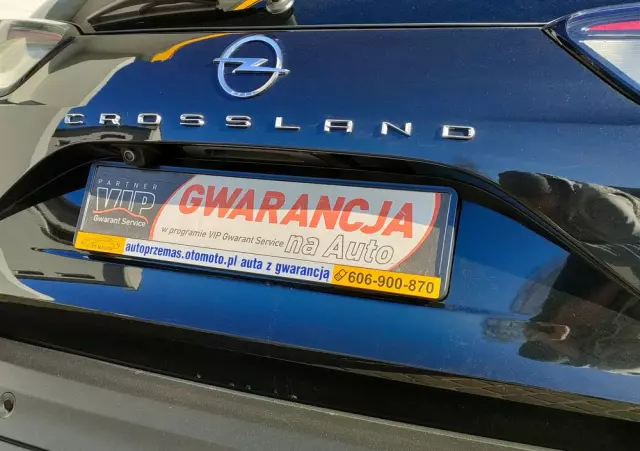 CROSSLAND
PARTNER
VIP
Gwarant Service
GWARANCJA
w programie VIP Gwarant Service na Auto
autoprzemas.otomoto.pl auta z gwarancją 606-900-870